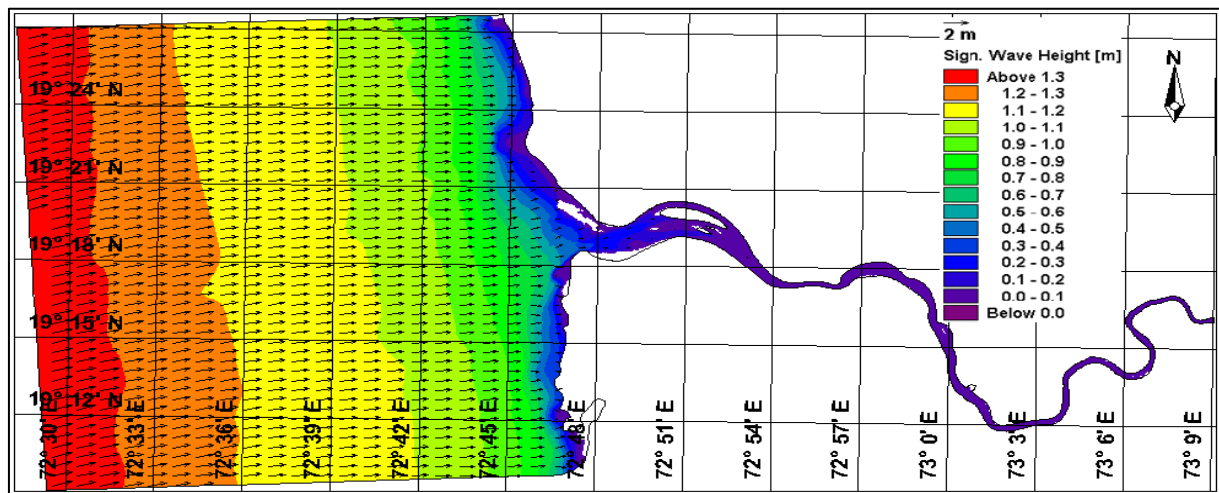 2 m
Sign. Wave Height [m]
Above 1.3
1.2 - 1.3
1.1 - 1.2
1.0 - 1.1
0.9 - 1.0
0.8 - 0.9
0.7 - 0.8
0.6 - 0.7
0.5 - 0.6
0.4 - 0.5
0.3 - 0.4
0.2 - 0.3
0.1 - 0.2
0.0 - 0.1
Below 0.0
N
19° 24' N
19° 21' N
19° 18' N
19° 15' N
19° 12' N
72° 30' E
72° 33' E
72° 36' E
72° 39' E
72° 42' E
72° 45' E
72° 48' E
72° 51' E
72° 54' E
72° 57' E
73° 0' E
73° 3' E
73° 6' E
73° 9' E